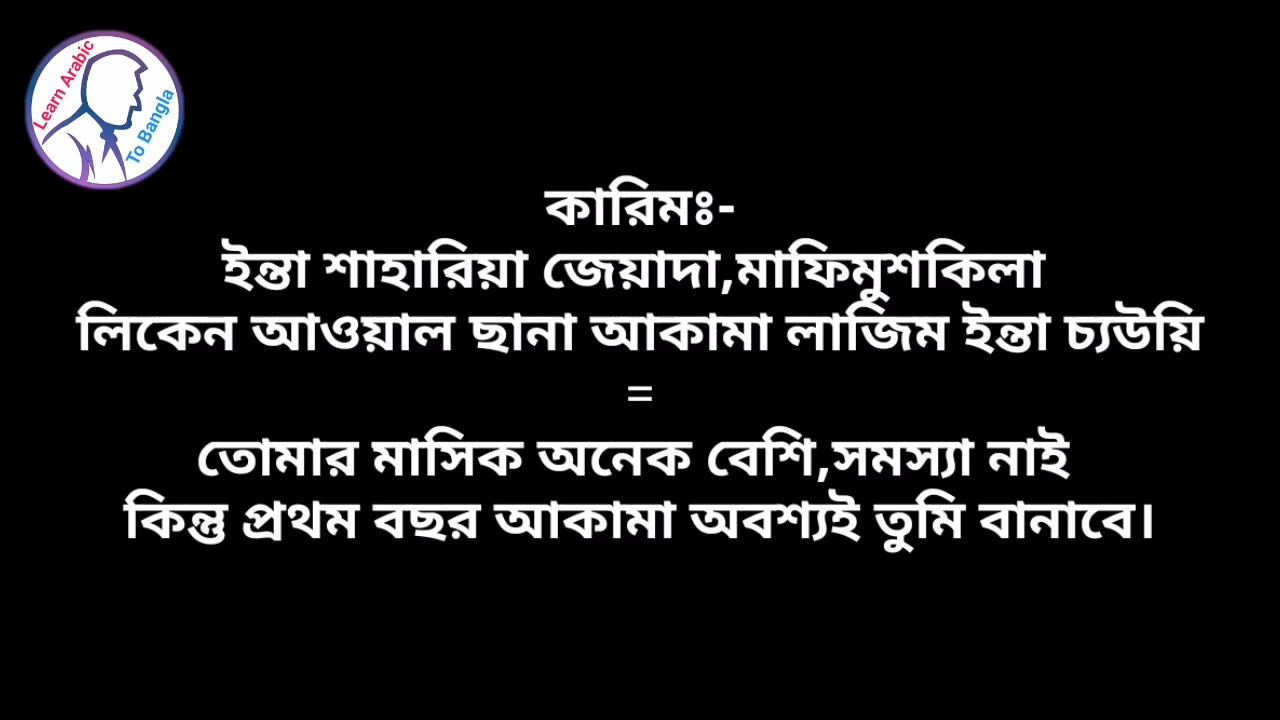 Learn Arabic
To Bangla
কারিমঃ-
ইন্তা শাহারিয়া জেয়াদা,মাফিমুশকিলা
লিকেন আওয়াল ছানা আকামা লাজিম ইন্তা চ্যউয়ি
=
তোমার মাসিক অনেক বেশি,সমস্যা নাই
কিন্তু প্রথম বছর আকামা অবশ্যই তুমি বানাবে।